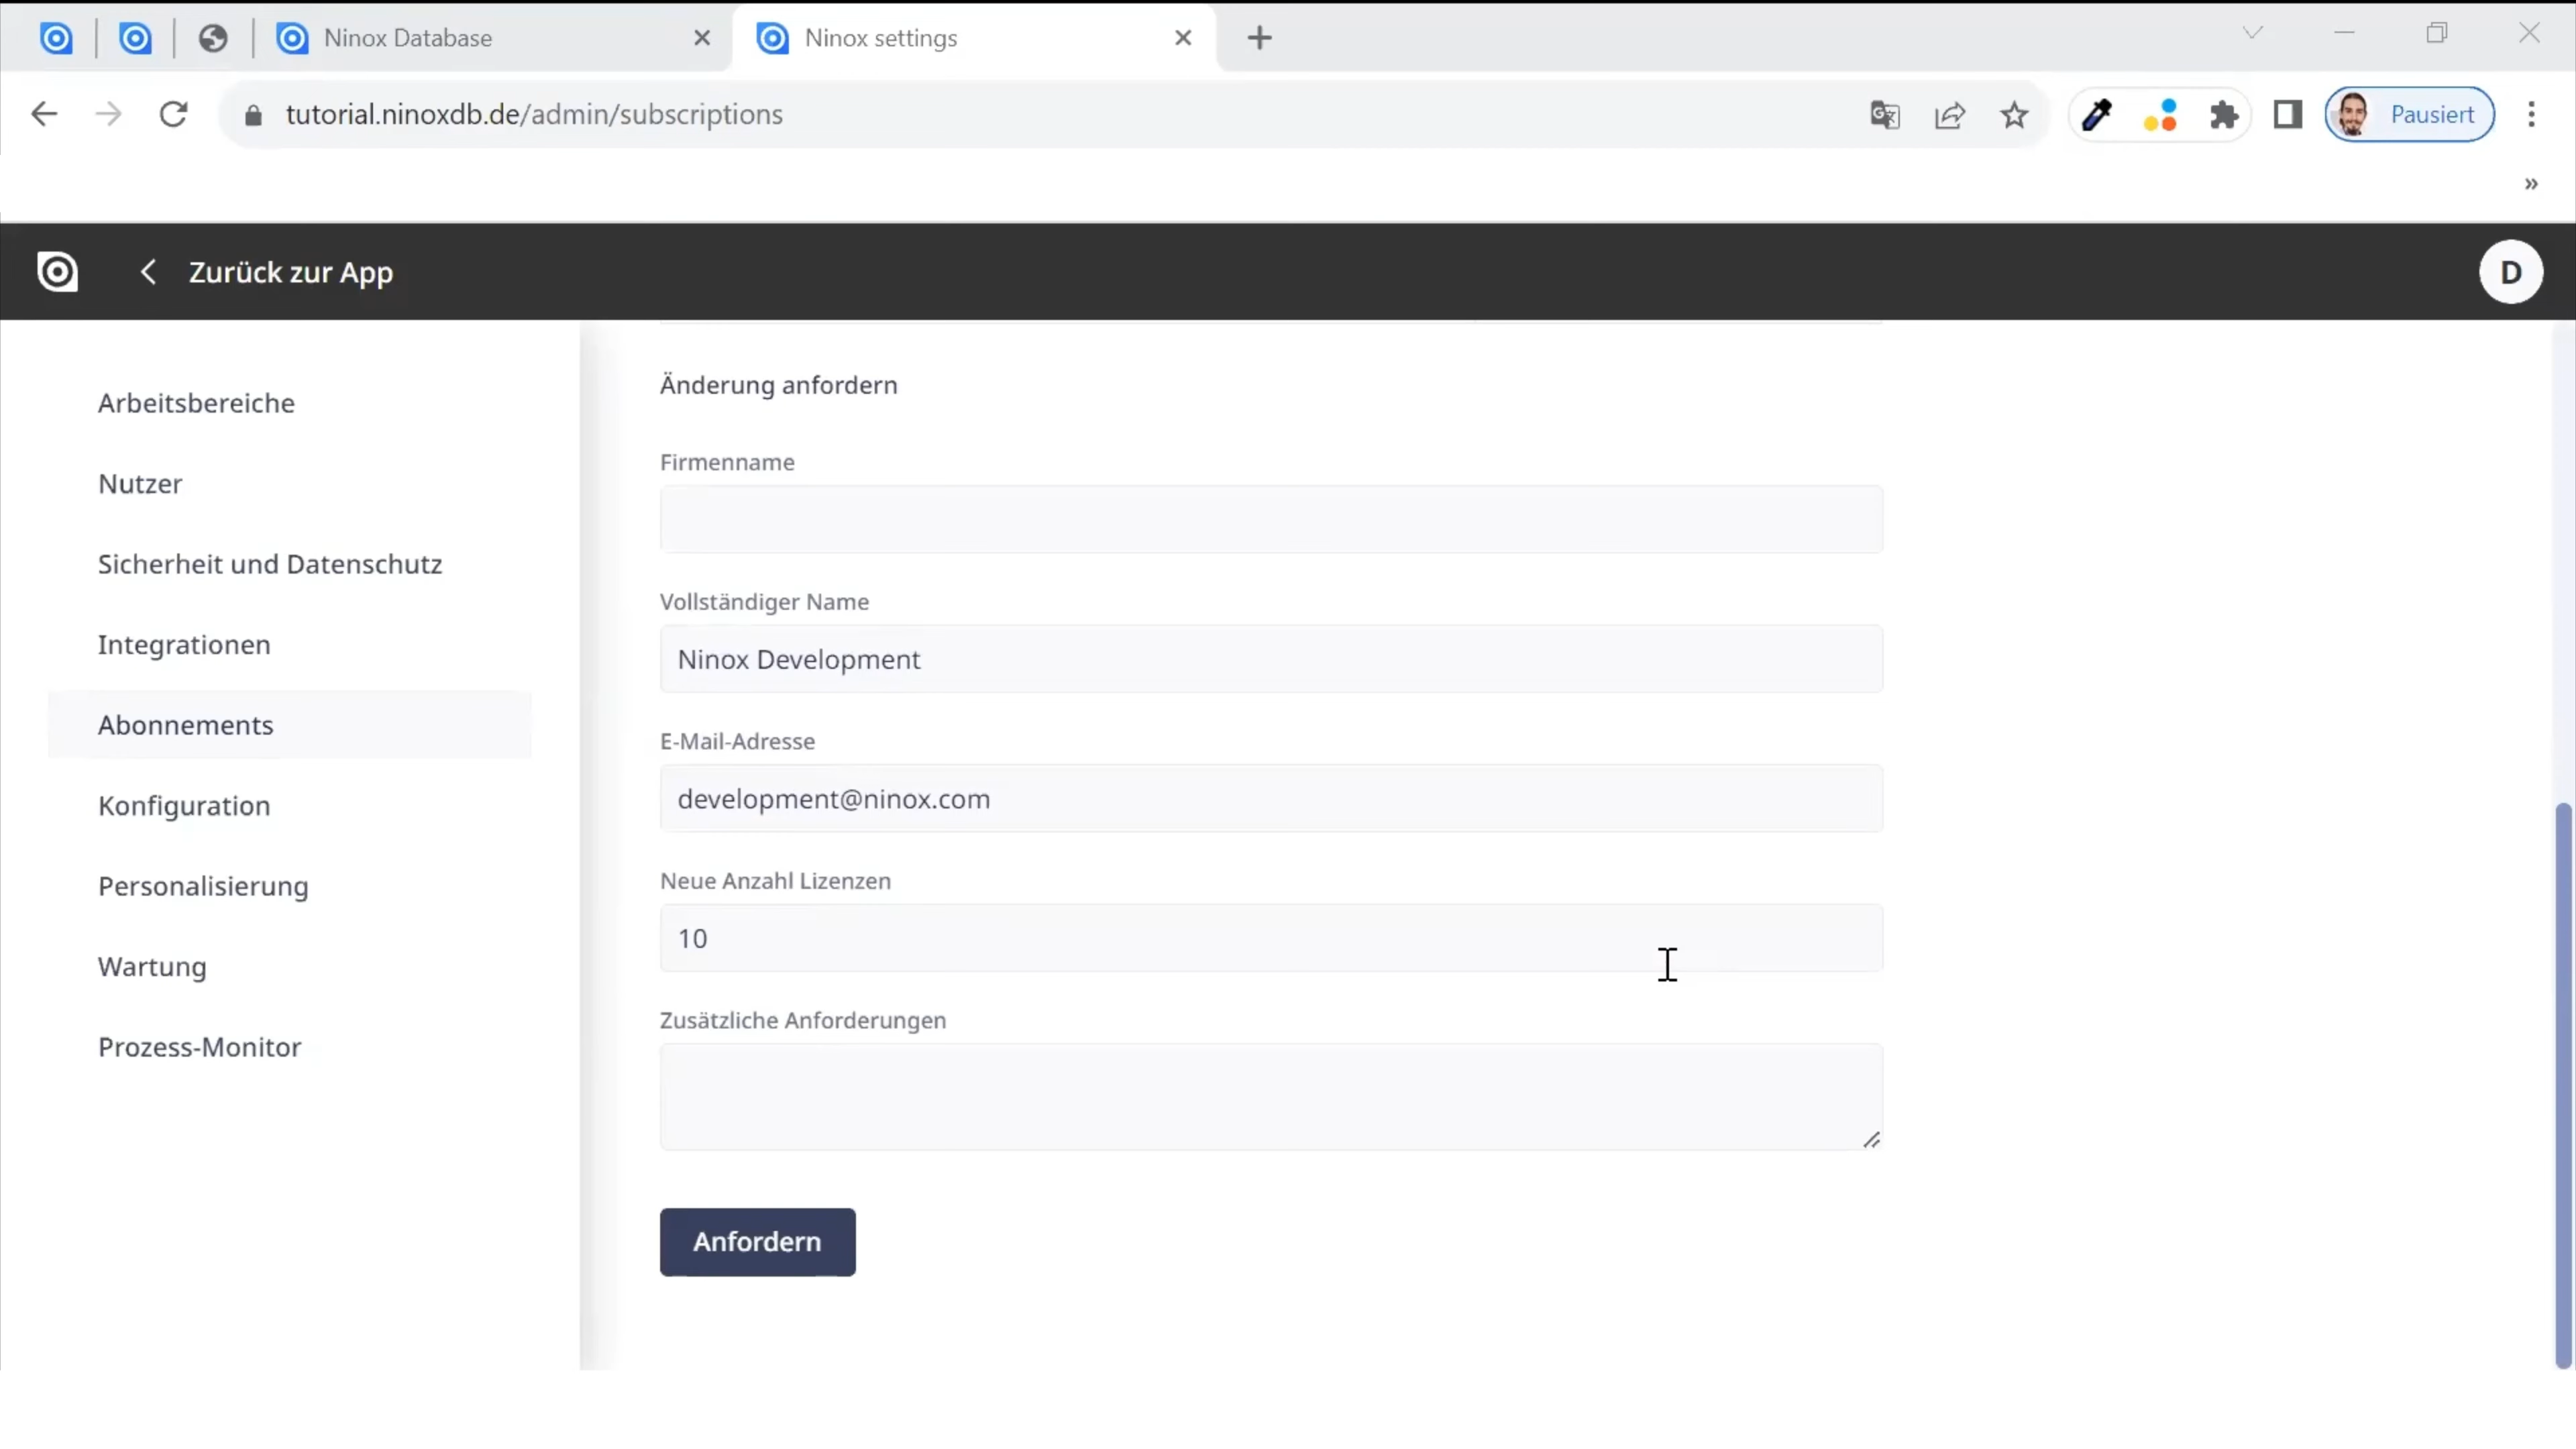 Ninox Database
Ninox settings
tutorial.ninoxdb.de/admin/subscriptions
Pausiert
»
Zurück zur App
D
Arbeitsbereiche
Nutzer
Sicherheit und Datenschutz
Integrationen
Abonnements
Konfiguration
Personalisierung
Wartung
Prozess-Monitor
Änderung anfordern
Firmenname
Vollständiger Name
Ninox Development
E-Mail-Adresse
development@ninox.com
Neue Anzahl Lizenzen
10
Zusätzliche Anforderungen
Anfordern